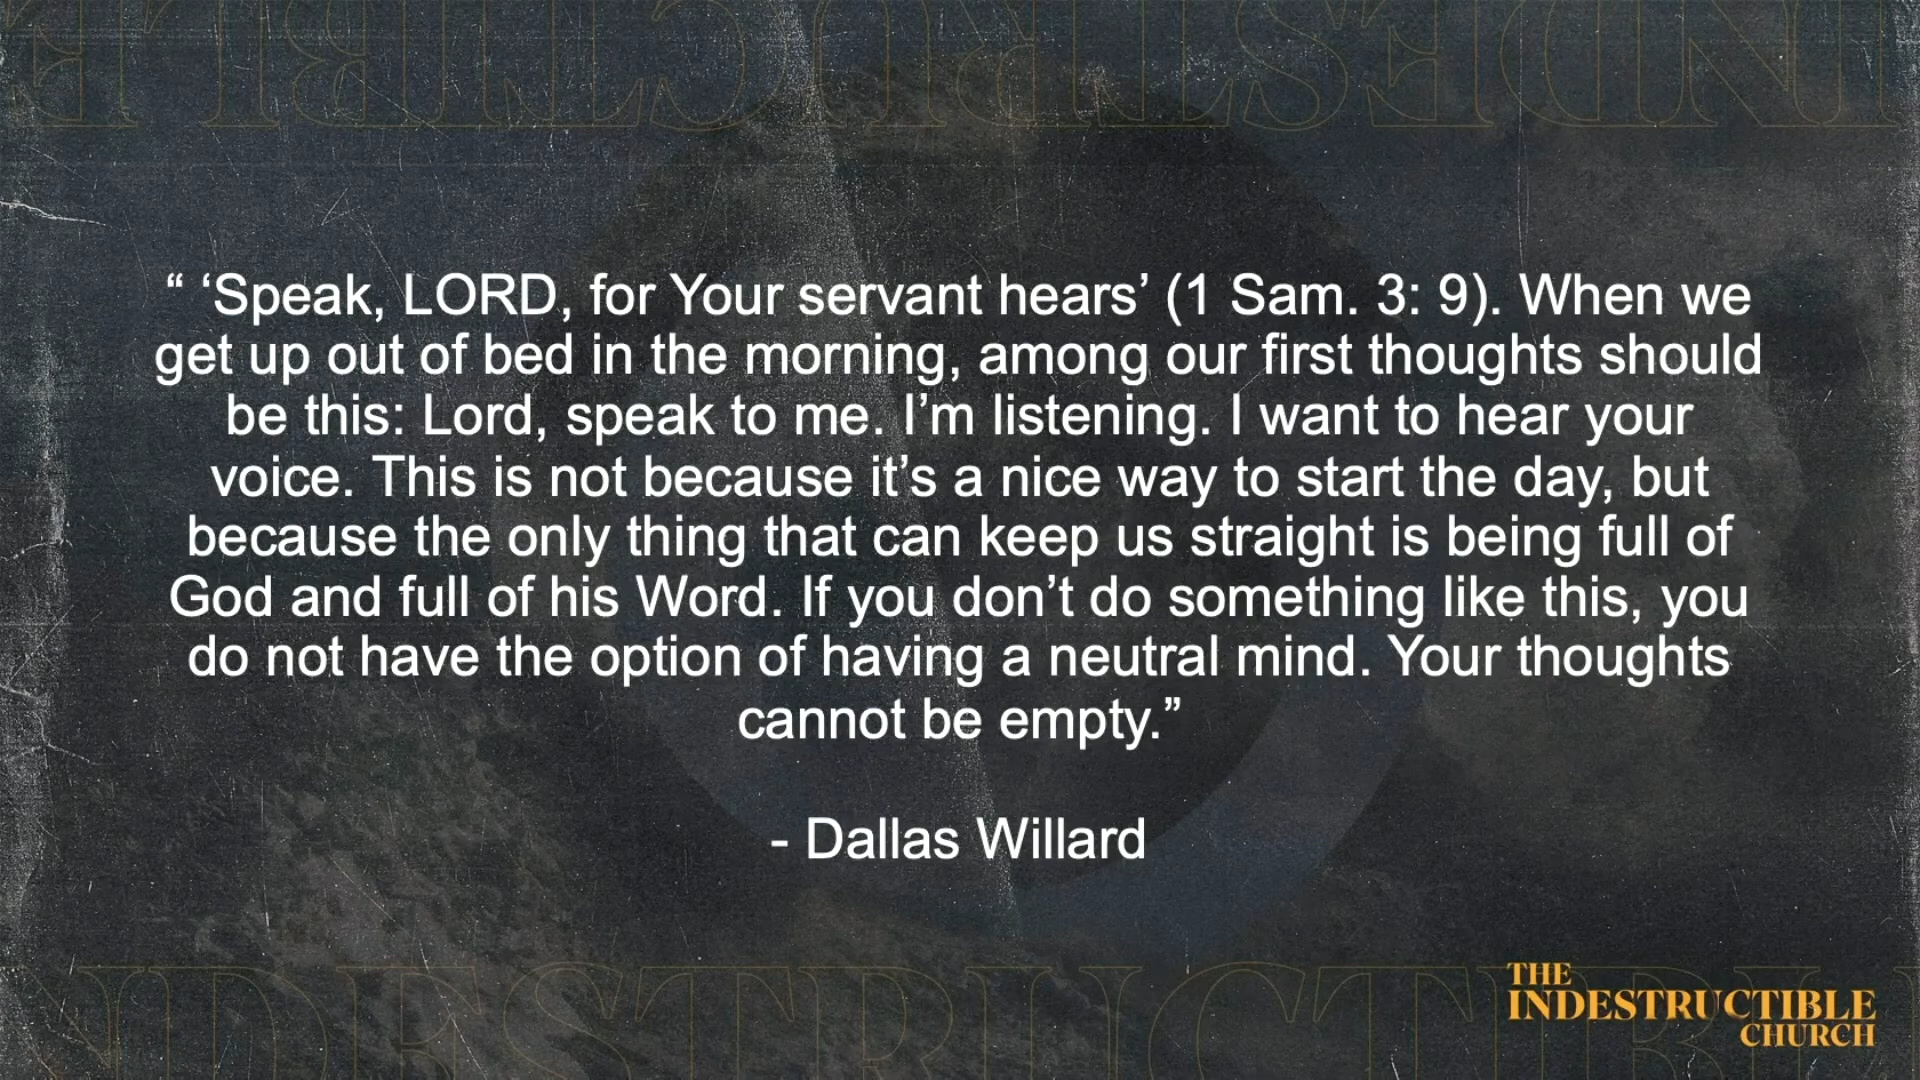 INDESTRUCTIBLE
“ ‘Speak, LORD, for Your servant hears’ (1 Sam. 3: 9). When we
get up out of bed in the morning, among our first thoughts should
be this: Lord, speak to me. I’m listening. I want to hear your
voice. This is not because it’s a nice way to start the day, but
because the only thing that can keep us straight is being full of
God and full of his Word. If you don’t do something like this, you
do not have the option of having a neutral mind. Your thoughts
cannot be empty.”
- Dallas Willard
INDESTRUCTIBL
THE
INDESTRUCTIBLE
CHURCH